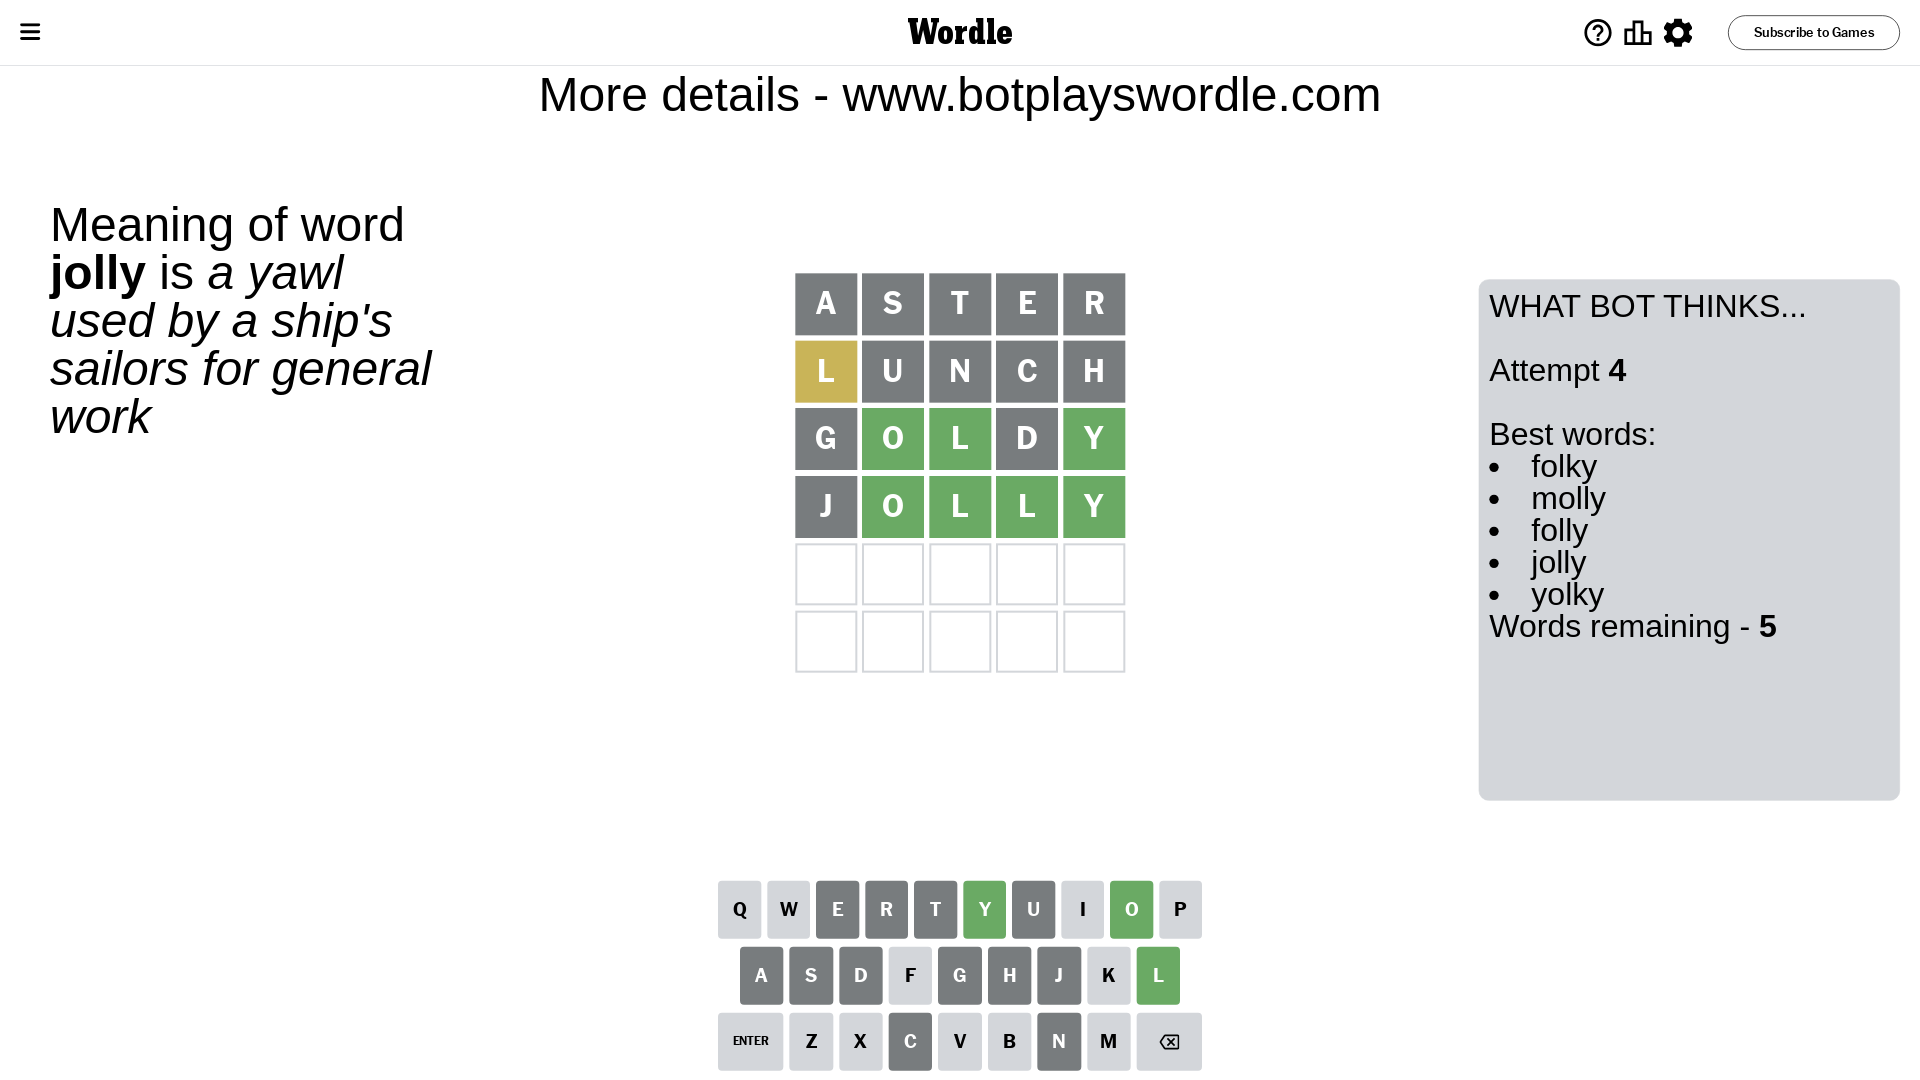 Wordle
Subscribe to Games
More details - www.botplayswordle.com
Meaning of word
jolly is a yawl
used by a ship's
sailors for general
work
A S T E R
L U N C H
G O L D Y
J O L L Y
WHAT BOT THINKS...
Attempt 4
Best words:
• folky
• molly
• folly
• jolly
• yolky
Words remaining - 5
Q W E R T Y U I O P
A S D F G H J K L
ENTER Z X C V B N M